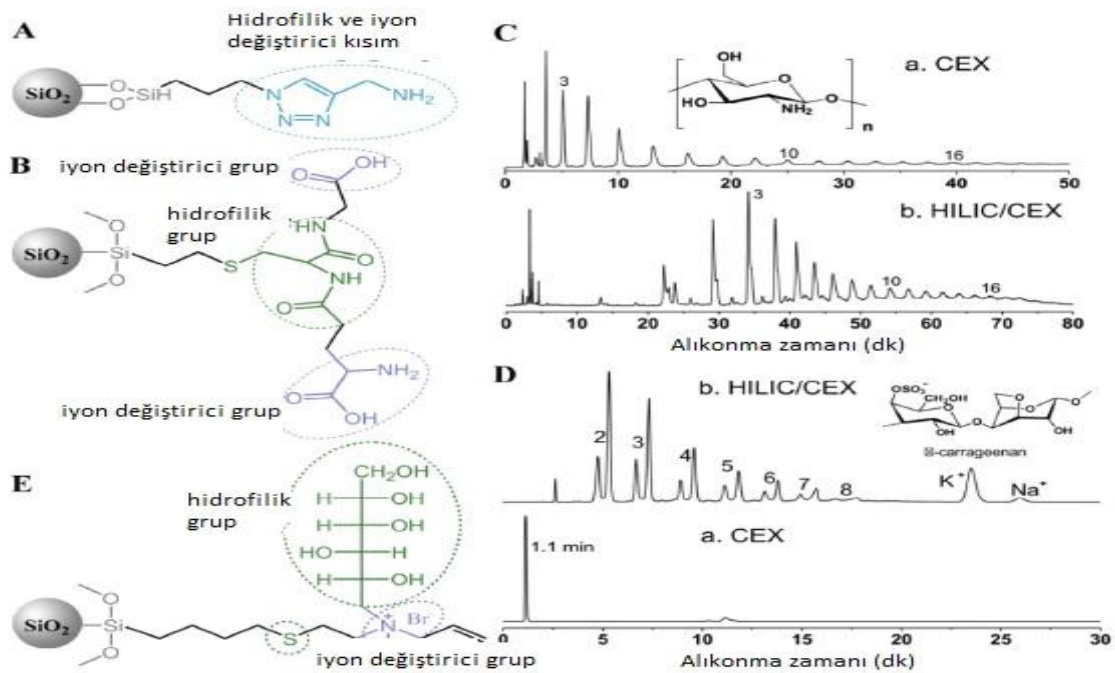 A
Hidrofilik ve iyon
değiştirici kısım
SiO₂
O
O
SiH
N
N=N
NH₂
B
iyon değiştirici grup
O
OH
hidrofilik
grup
HN
O
O
SiO₂
Si
S
O
NH
O
NH₂
O
OH
iyon değiştirici grup
E
hidrofilik
grup
CH₂OH
H OH
H OH
HO H
H OH
O
SiO₂
Si
O
S
N⁺
Br⁻
iyon değiştirici grup
C
a. CEX
OH
O
HO
NH₂
O
n
3
10
16
0 10 20 30 40 50
b. HILIC/CEX
3
10
16
0 10 20 30 40 50 60 70 80
Alıkonma zamanı (dk)
D
b. HILIC/CEX
OSO₃⁻
CH₂OH
O
OH
O
O
O
OH
O
-carrageenan
2
3
4
5
6
7
8
K⁺
Na⁺
a. CEX
1.1 min
5 10 15 20 25 30
Alıkonma zamanı (dk)